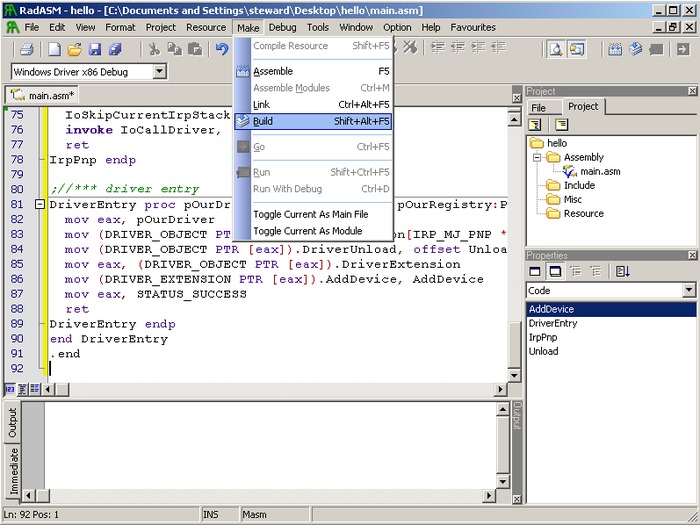 RadASM - hello - [C:\Documents and Settings\steward\Desktop\hello\main.asm]
File Edit View Format Project Resource Make Debug Tools Window Option Help Favourites
Windows Driver x86 Debug
main.asm*
Compile Resource Shift+F5
Assemble F5
Assemble Modules Ctrl+M
Link Ctrl+Alt+F5
Build Shift+Alt+F5
Go Ctrl+F5
Run Shift+Ctrl+F5
Run With Debug Ctrl+D
Toggle Current As Main File
Toggle Current As Module
75 IoSkipCurrentIrpStack
76 invoke IoCallDriver,
77 ret
78 IrpPnp endp
79
80 ;//*** driver entry
81 DriverEntry proc pOurDr pOurRegistry:P
82 mov eax, pOurDriver
83 mov (DRIVER_OBJECT PT on[IRP_MJ_PNP *
84 mov (DRIVER_OBJECT PTR [eax]).DriverUnload, offset Unloa
85 mov eax, (DRIVER_OBJECT PTR [eax]).DriverExtension
86 mov (DRIVER_EXTENSION PTR [eax]).AddDevice, AddDevice
87 mov eax, STATUS_SUCCESS
88 ret
89 DriverEntry endp
90 end DriverEntry
91 .end
92
Project
File Project
hello
Assembly
main.asm
Include
Misc
Resource
Properties
Code
AddDevice
DriverEntry
IrpPnp
Unload
Output
Immediate
Output
Ln: 92 Pos: 1 INS Masm